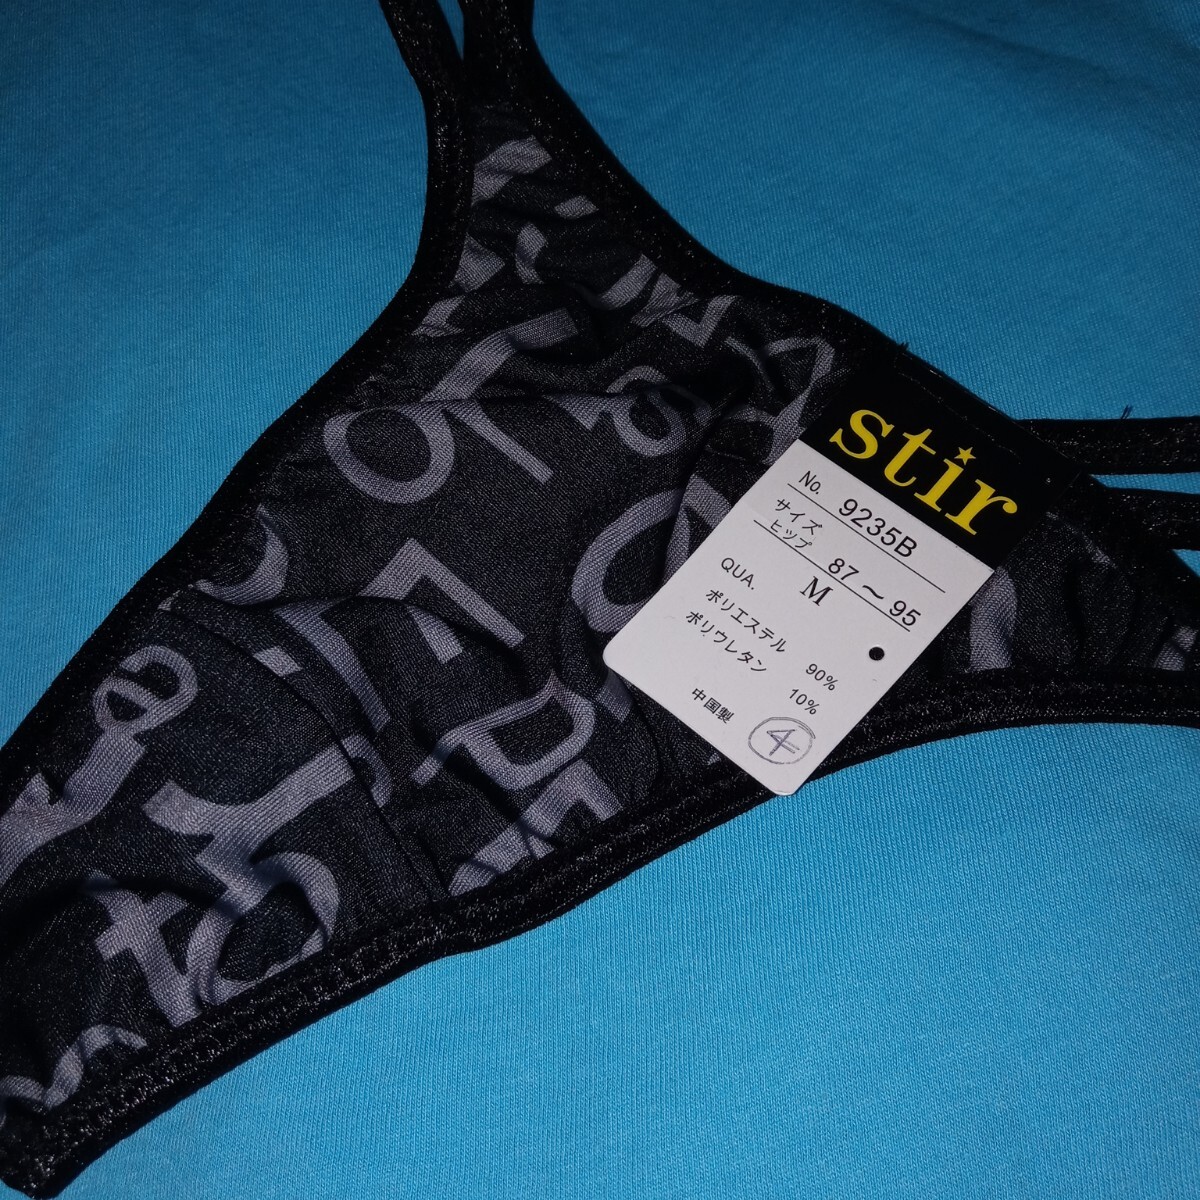 stir
No. 9235B
サイズ
ヒップ 87～95
QUA. M
ポリエステル 90%
ポリウレタン 10%
中国製
4